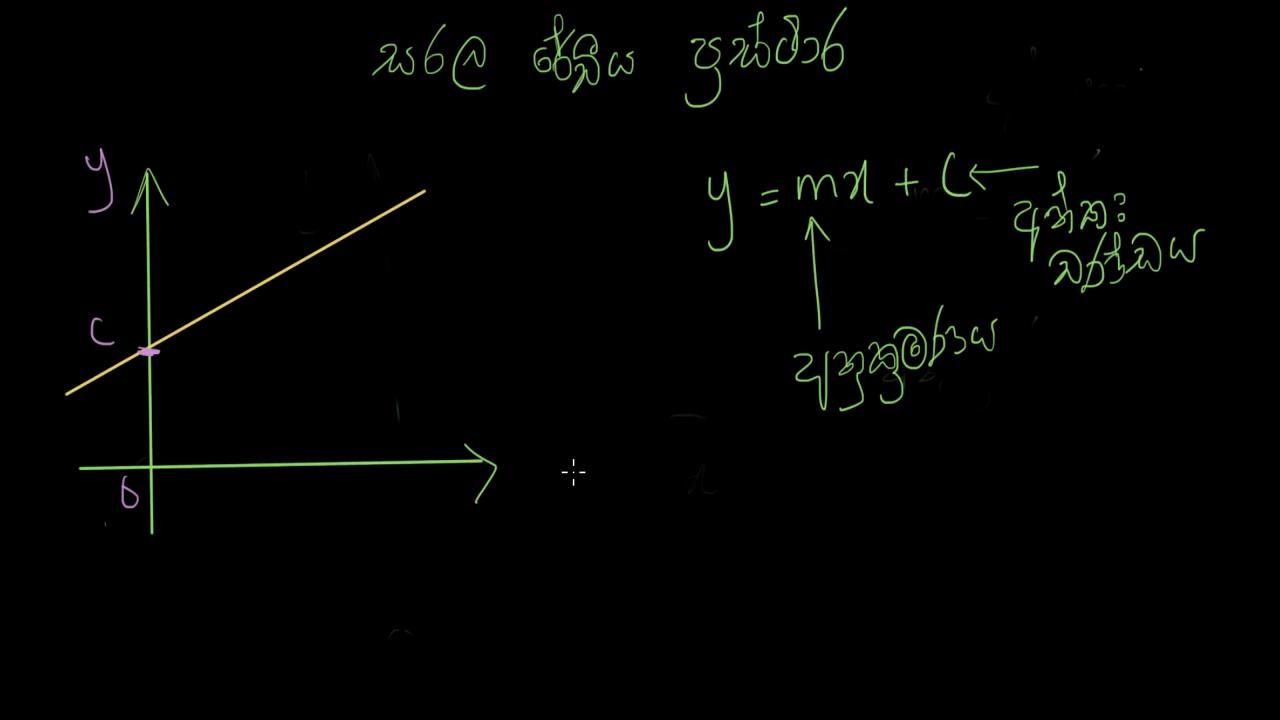 සරල රේඛීය ප්‍රස්ථාර
y
y = mx + c
අන්තඃ
ඛණ්ඩය
c
අනුක්‍රමණය
0